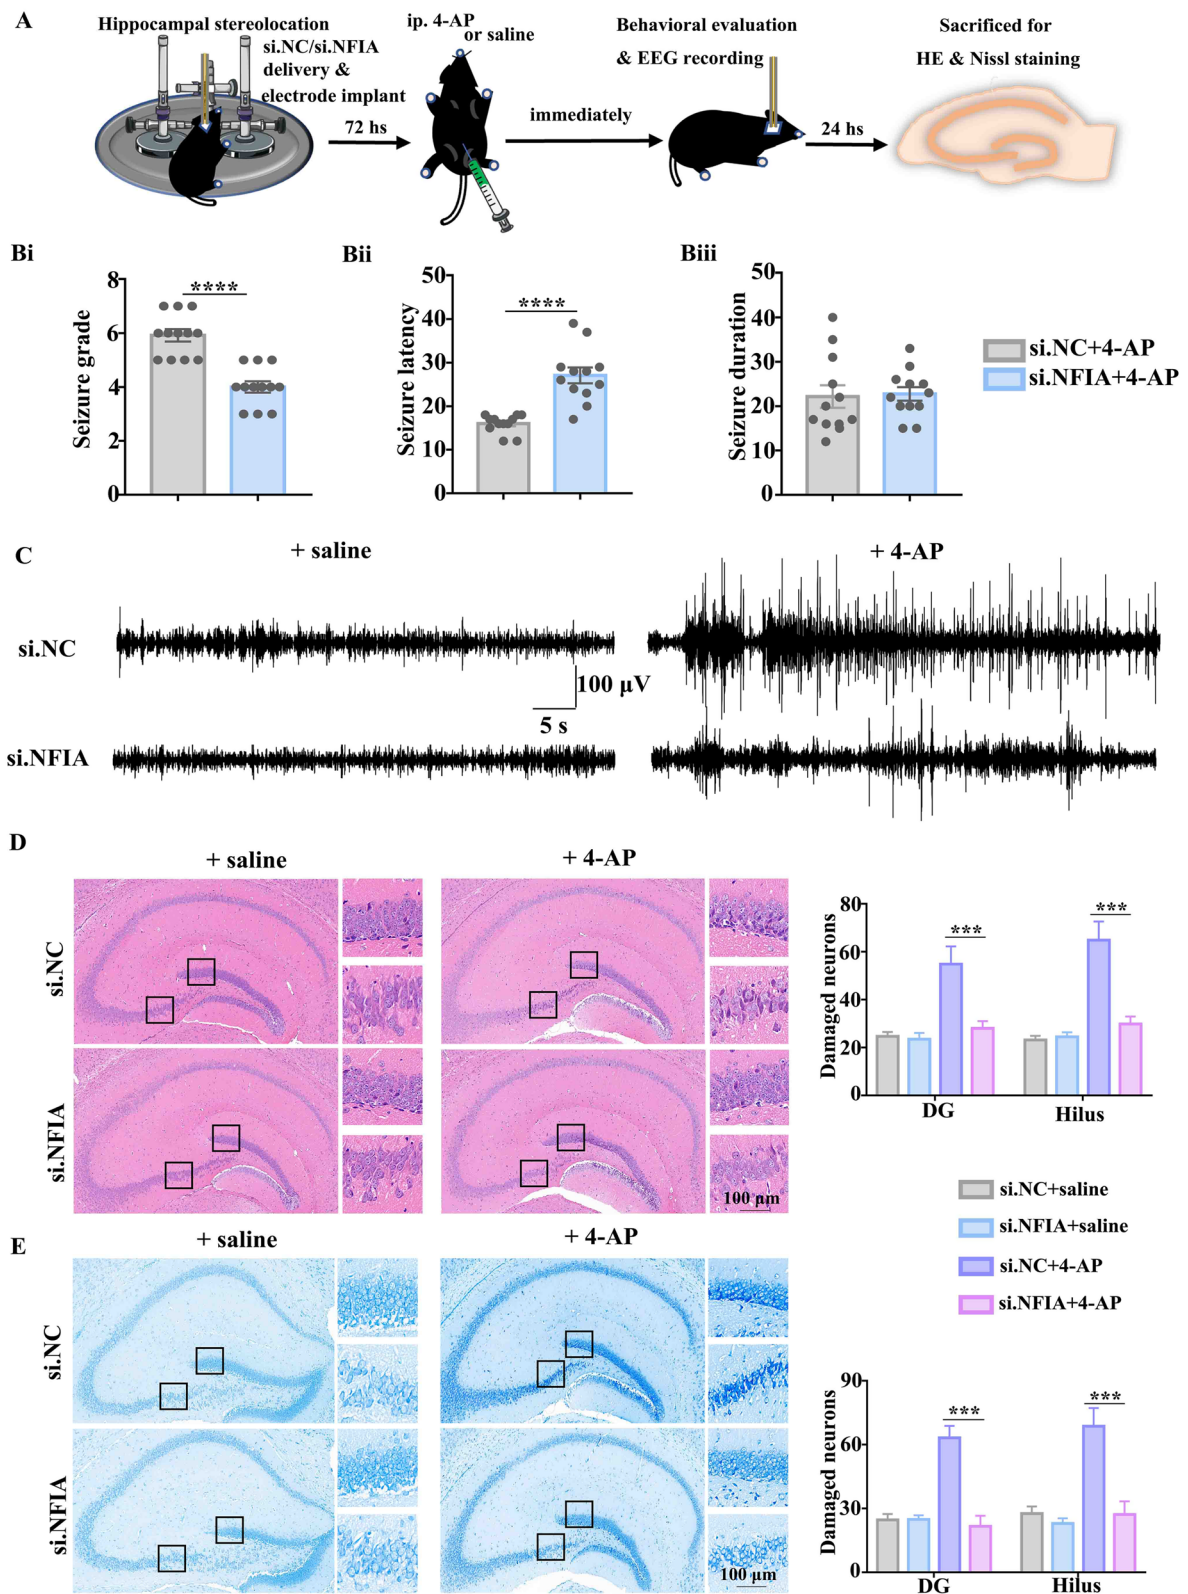 A
Hippocampal stereolocation
si.NC/si.NFIA
delivery &
electrode implant
72 hs
ip. 4-AP
or saline
immediately
Behavioral evaluation
& EEG recording
24 hs
Sacrificed for
HE & Nissl staining
Bi
Seizure grade
8
6
4
2
0
****
Bii
Seizure latency
50
40
30
20
10
0
****
Biii
Seizure duration
50
40
30
20
10
0
si.NC+4-AP
si.NFIA+4-AP
C
+ saline
+ 4-AP
si.NC
100 μV
5 s
si.NFIA
D
+ saline
+ 4-AP
si.NC
si.NFIA
100 μm
Damaged neurons
80
60
40
20
0
***
***
DG
Hilus
si.NC+saline
si.NFIA+saline
si.NC+4-AP
si.NFIA+4-AP
E
+ saline
+ 4-AP
si.NC
si.NFIA
100 μm
Damaged neurons
90
60
30
0
***
***
DG
Hilus